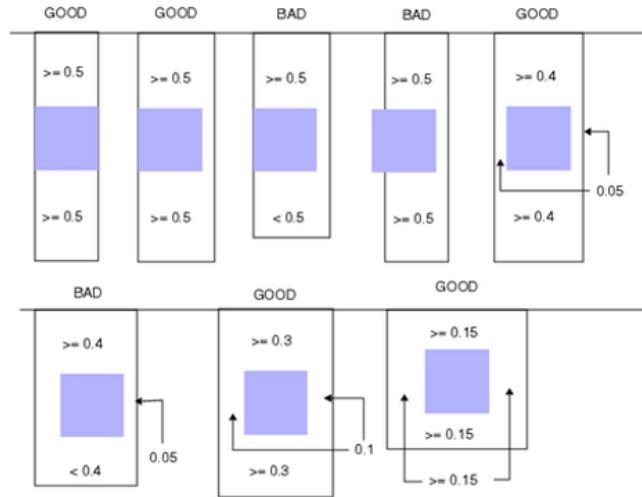 GOOD GOOD BAD BAD GOOD
>= 0.5 >= 0.5 >= 0.5 >= 0.5 >= 0.4
0.05
>= 0.5 >= 0.5 < 0.5 >= 0.5 >= 0.4
BAD GOOD GOOD
>= 0.4 >= 0.3 >= 0.15
>= 0.15
0.05 0.1
< 0.4 >= 0.3 >= 0.15